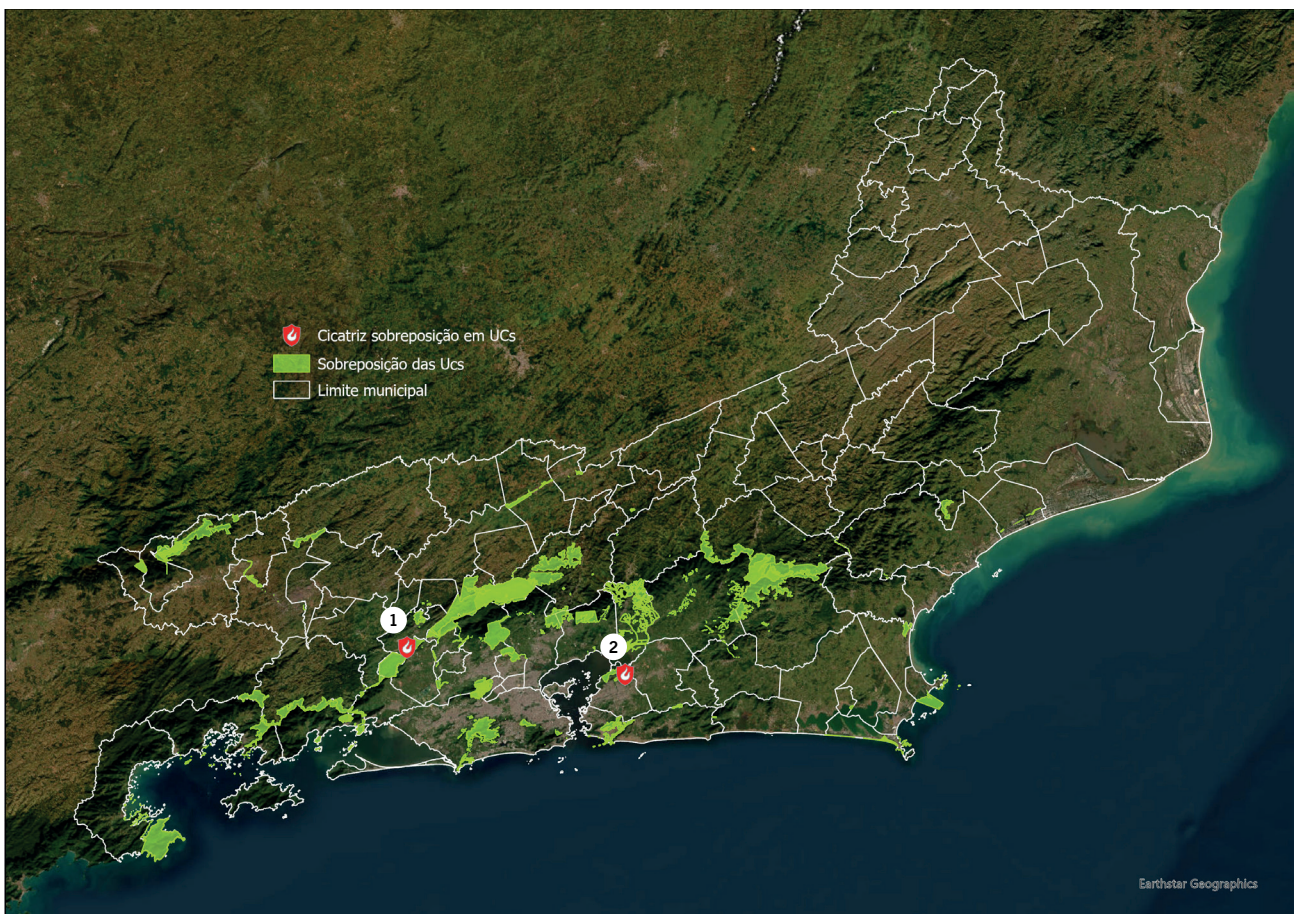 Cicatriz sobreposição em UCs
Sobreposição das Ucs
Limite municipal
1
2
Earthstar Geographics